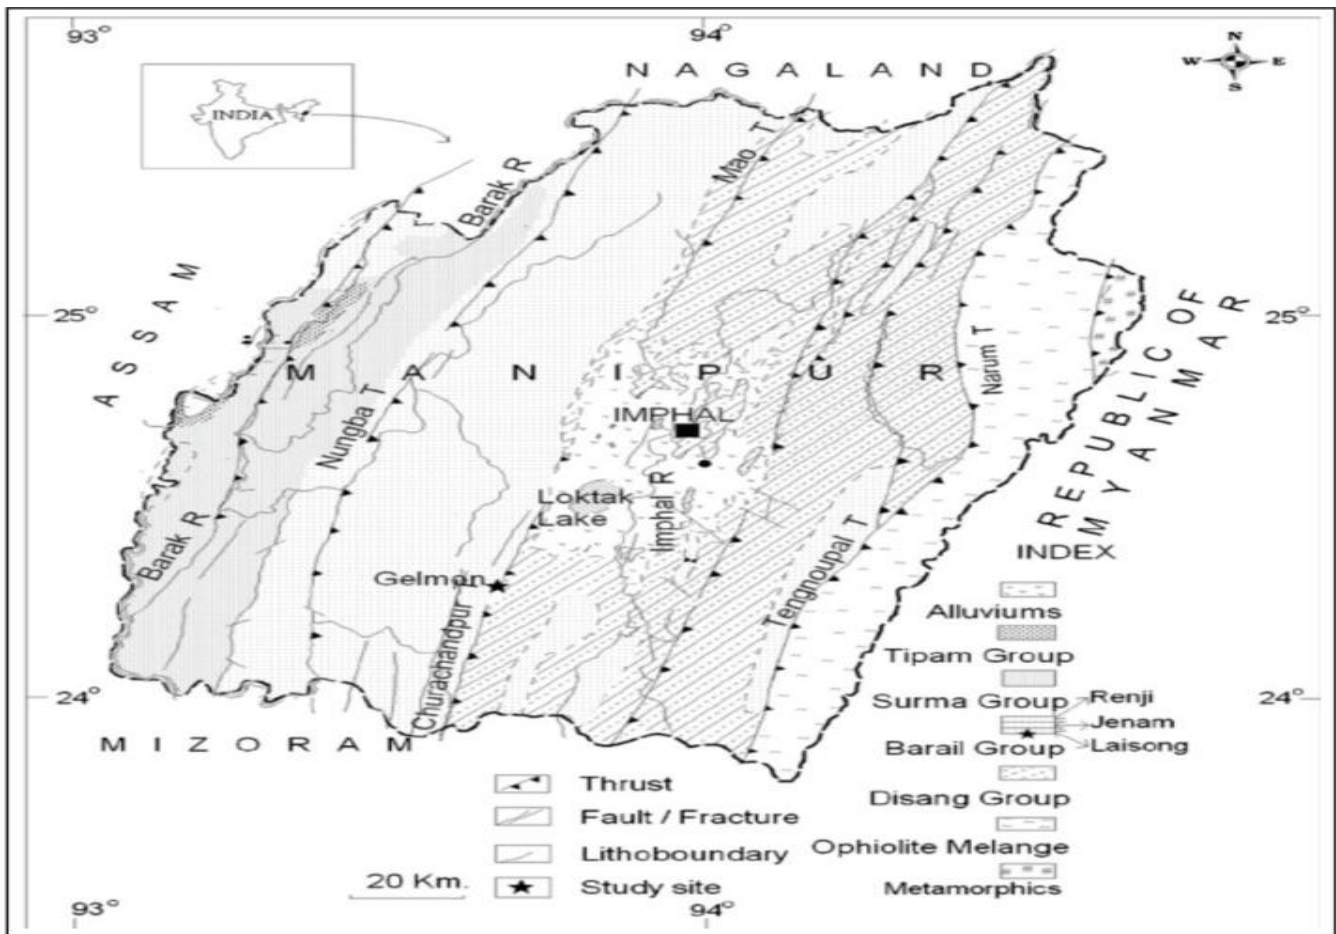 93°
94°
N
W
E
S
N A G A L A N D
INDIA
Mao T
Barak R
A S S A M
25°
25°
REPUBLIC OF
MYANMAR
M A N I P U R
Narum T
Nungba T
IMPHAL
Loktak
Lake
Imphal R
Barak R
Gelmon
Tengnoupal T
Churachandpur T
24°
24°
M I Z O R A M
INDEX
Alluviums
Tipam Group
Surma Group
Renji
Jenam
Barail Group
Laisong
Disang Group
Ophiolite Melange
Metamorphics
Thrust
Fault / Fracture
Lithoboundary
Study site
20 Km.
93°
94°